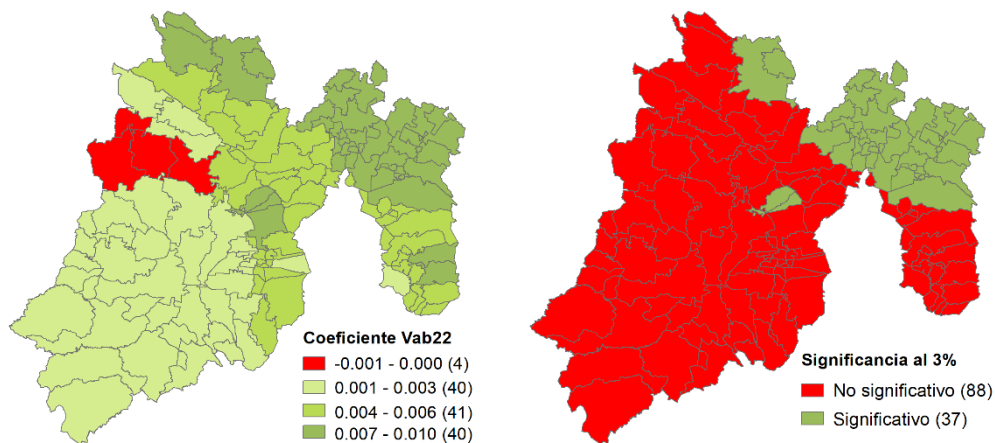 Coeficiente Vab22
-0.001 - 0.000 (4)
0.001 - 0.003 (40)
0.004 - 0.006 (41)
0.007 - 0.010 (40)
Significancia al 3%
No significativo (88)
Significativo (37)